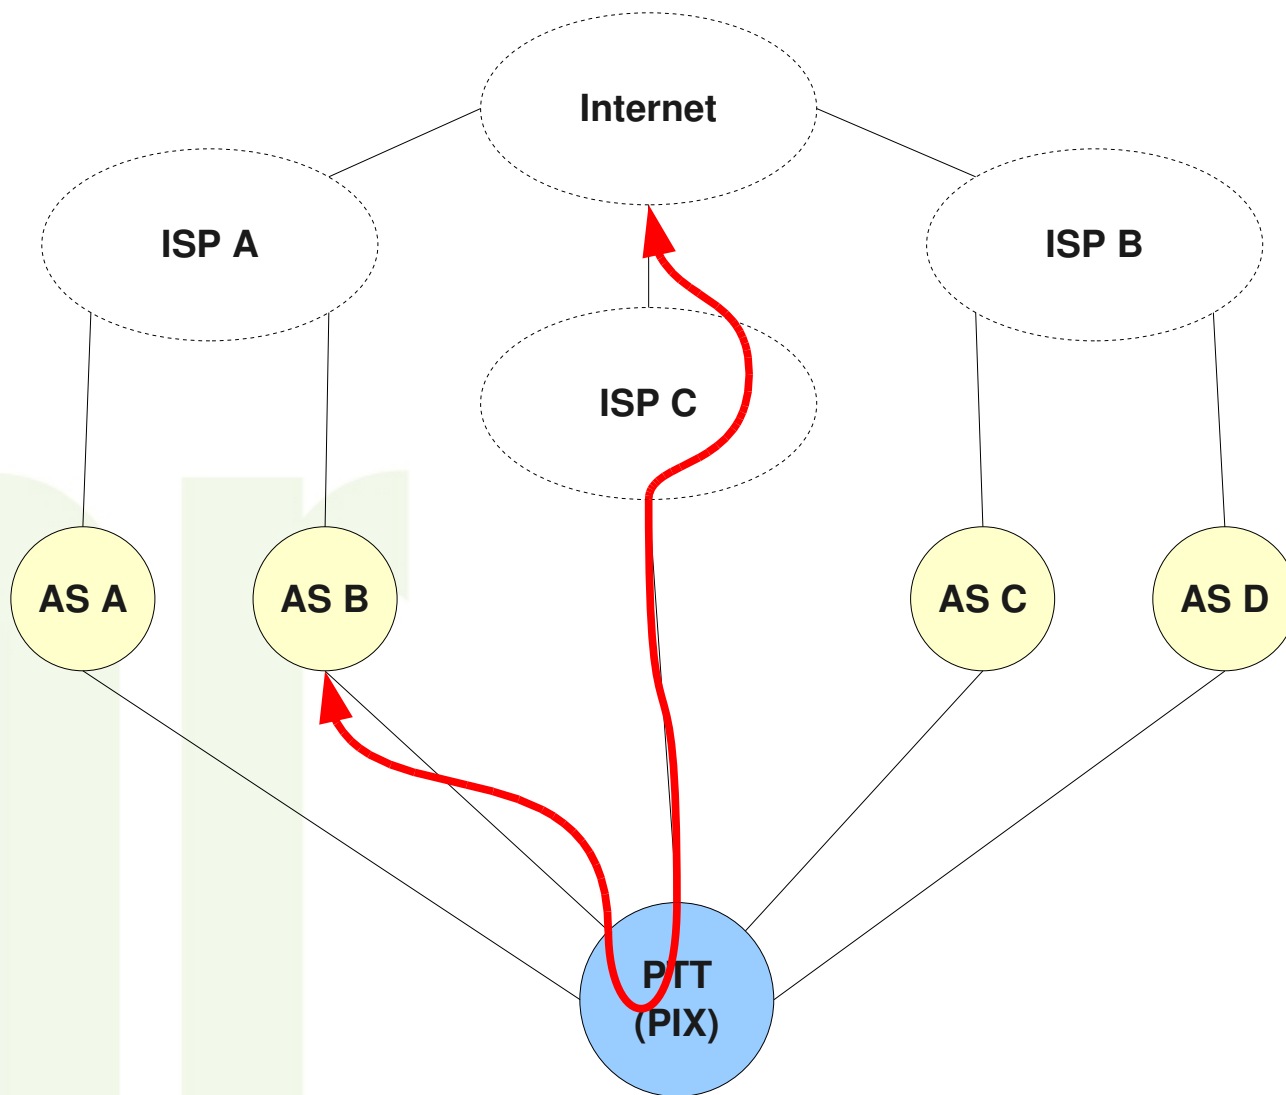 Internet
ISP A
ISP B
ISP C
AS A
AS B
AS C
AS D
PTT
(PIX)